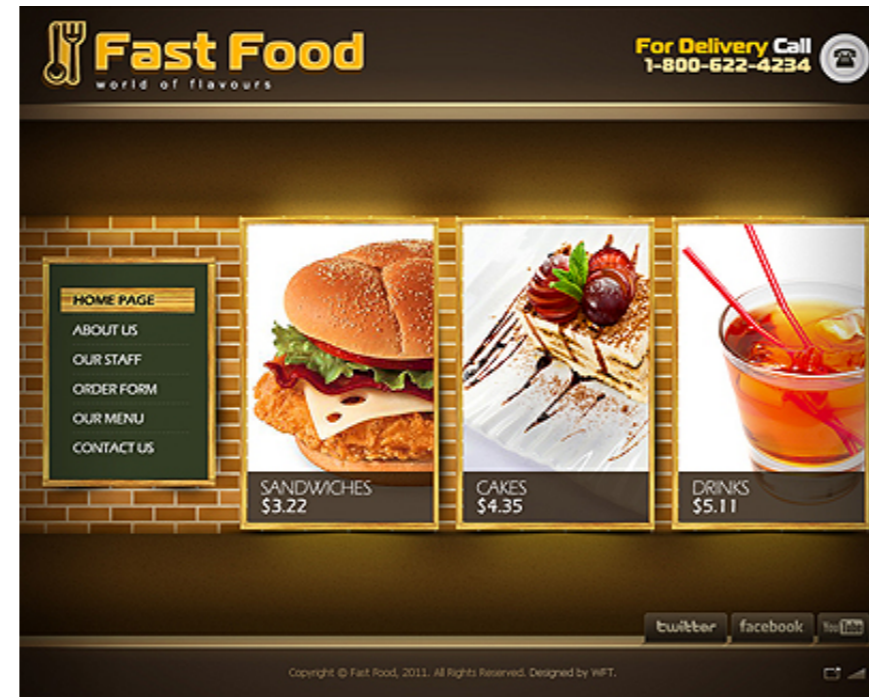 Fast Food
world of flavours
For Delivery Call
1-800-622-4234
HOME PAGE
ABOUT US
OUR STAFF
ORDER FORM
OUR MENU
CONTACT US
SANDWICHES
$3.22
CAKES
$4.35
DRINKS
$5.11
twitter facebook YouTube
Copyright © Fast Food, 2011. All Rights Reserved. Designed by WFT.